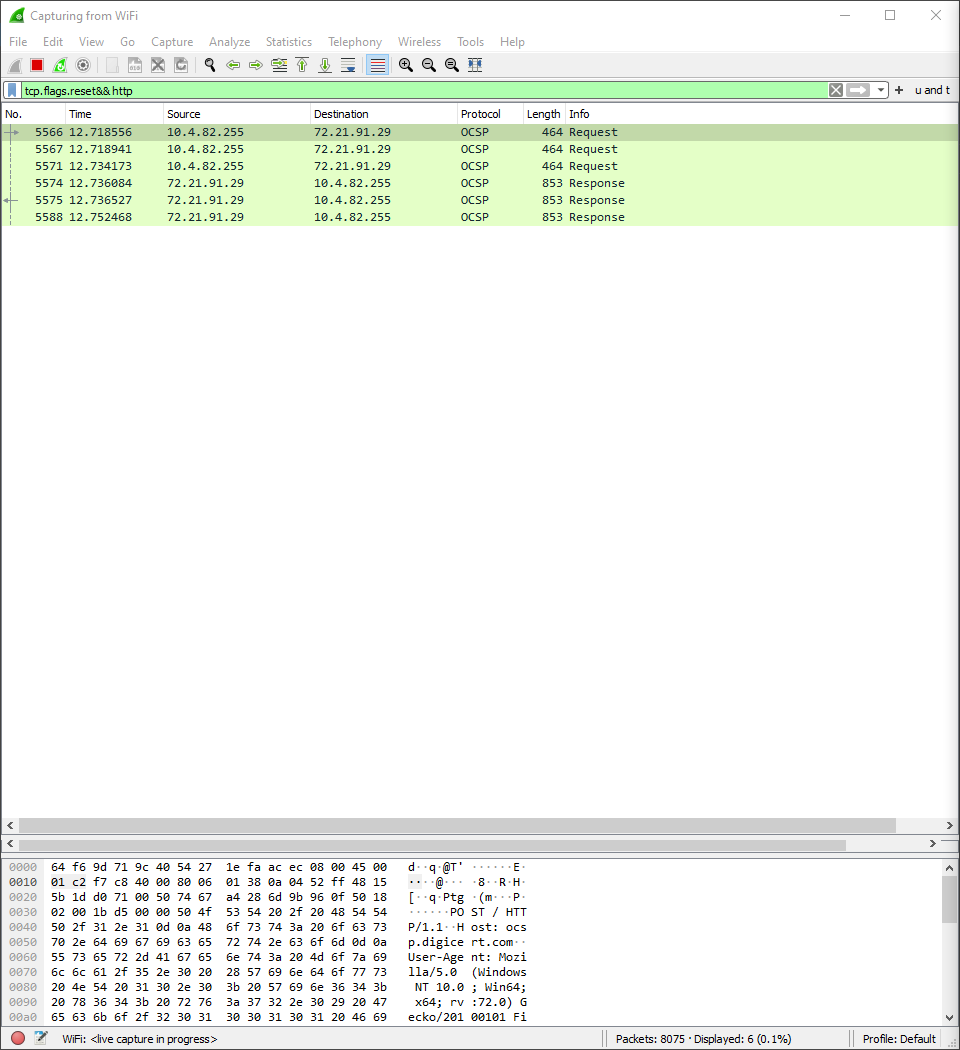 Capturing from WiFi
File Edit View Go Capture Analyze Statistics Telephony Wireless Tools Help
tcp.flags.reset&& http + u and t
No. Time Source Destination Protocol Length Info
5566 12.718556 10.4.82.255 72.21.91.29 OCSP 464 Request
5567 12.718941 10.4.82.255 72.21.91.29 OCSP 464 Request
5571 12.734173 10.4.82.255 72.21.91.29 OCSP 464 Request
5574 12.736084 72.21.91.29 10.4.82.255 OCSP 853 Response
5575 12.736527 72.21.91.29 10.4.82.255 OCSP 853 Response
5588 12.752468 72.21.91.29 10.4.82.255 OCSP 853 Response
0000 64 f6 9d 71 9c 40 54 27 1e fa ac ec 08 00 45 00 d··q·@T' ······E·
0010 01 c2 f7 c8 40 00 80 06 01 38 0a 04 52 ff 48 15 ····@··· ·8··R·H·
0020 5b 1d d0 71 00 50 74 67 a4 28 6d 9b 96 0f 50 18 [··q·Ptg ·(m···P·
0030 02 00 1b d5 00 00 50 4f 53 54 20 2f 20 48 54 54 ······PO ST / HTT
0040 50 2f 31 2e 31 0d 0a 48 6f 73 74 3a 20 6f 63 73 P/1.1··H ost: ocs
0050 70 2e 64 69 67 69 63 65 72 74 2e 63 6f 6d 0d 0a p.digice rt.com··
0060 55 73 65 72 2d 41 67 65 6e 74 3a 20 4d 6f 7a 69 User-Age nt: Mozi
0070 6c 6c 61 2f 35 2e 30 20 28 57 69 6e 64 6f 77 73 lla/5.0 (Windows
0080 20 4e 54 20 31 30 2e 30 3b 20 57 69 6e 36 34 3b NT 10.0 ; Win64;
0090 20 78 36 34 3b 20 72 76 3a 37 32 2e 30 29 20 47 x64; rv :72.0) G
00a0 65 63 6b 6f 2f 32 30 31 30 30 31 30 31 20 46 69 ecko/201 00101 Fi
WiFi: <live capture in progress> Packets: 8075 · Displayed: 6 (0.1%) Profile: Default